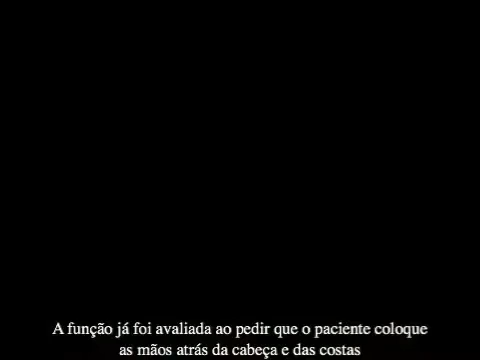 A função já foi avaliada ao pedir que o paciente coloque
as mãos atrás da cabeça e das costas